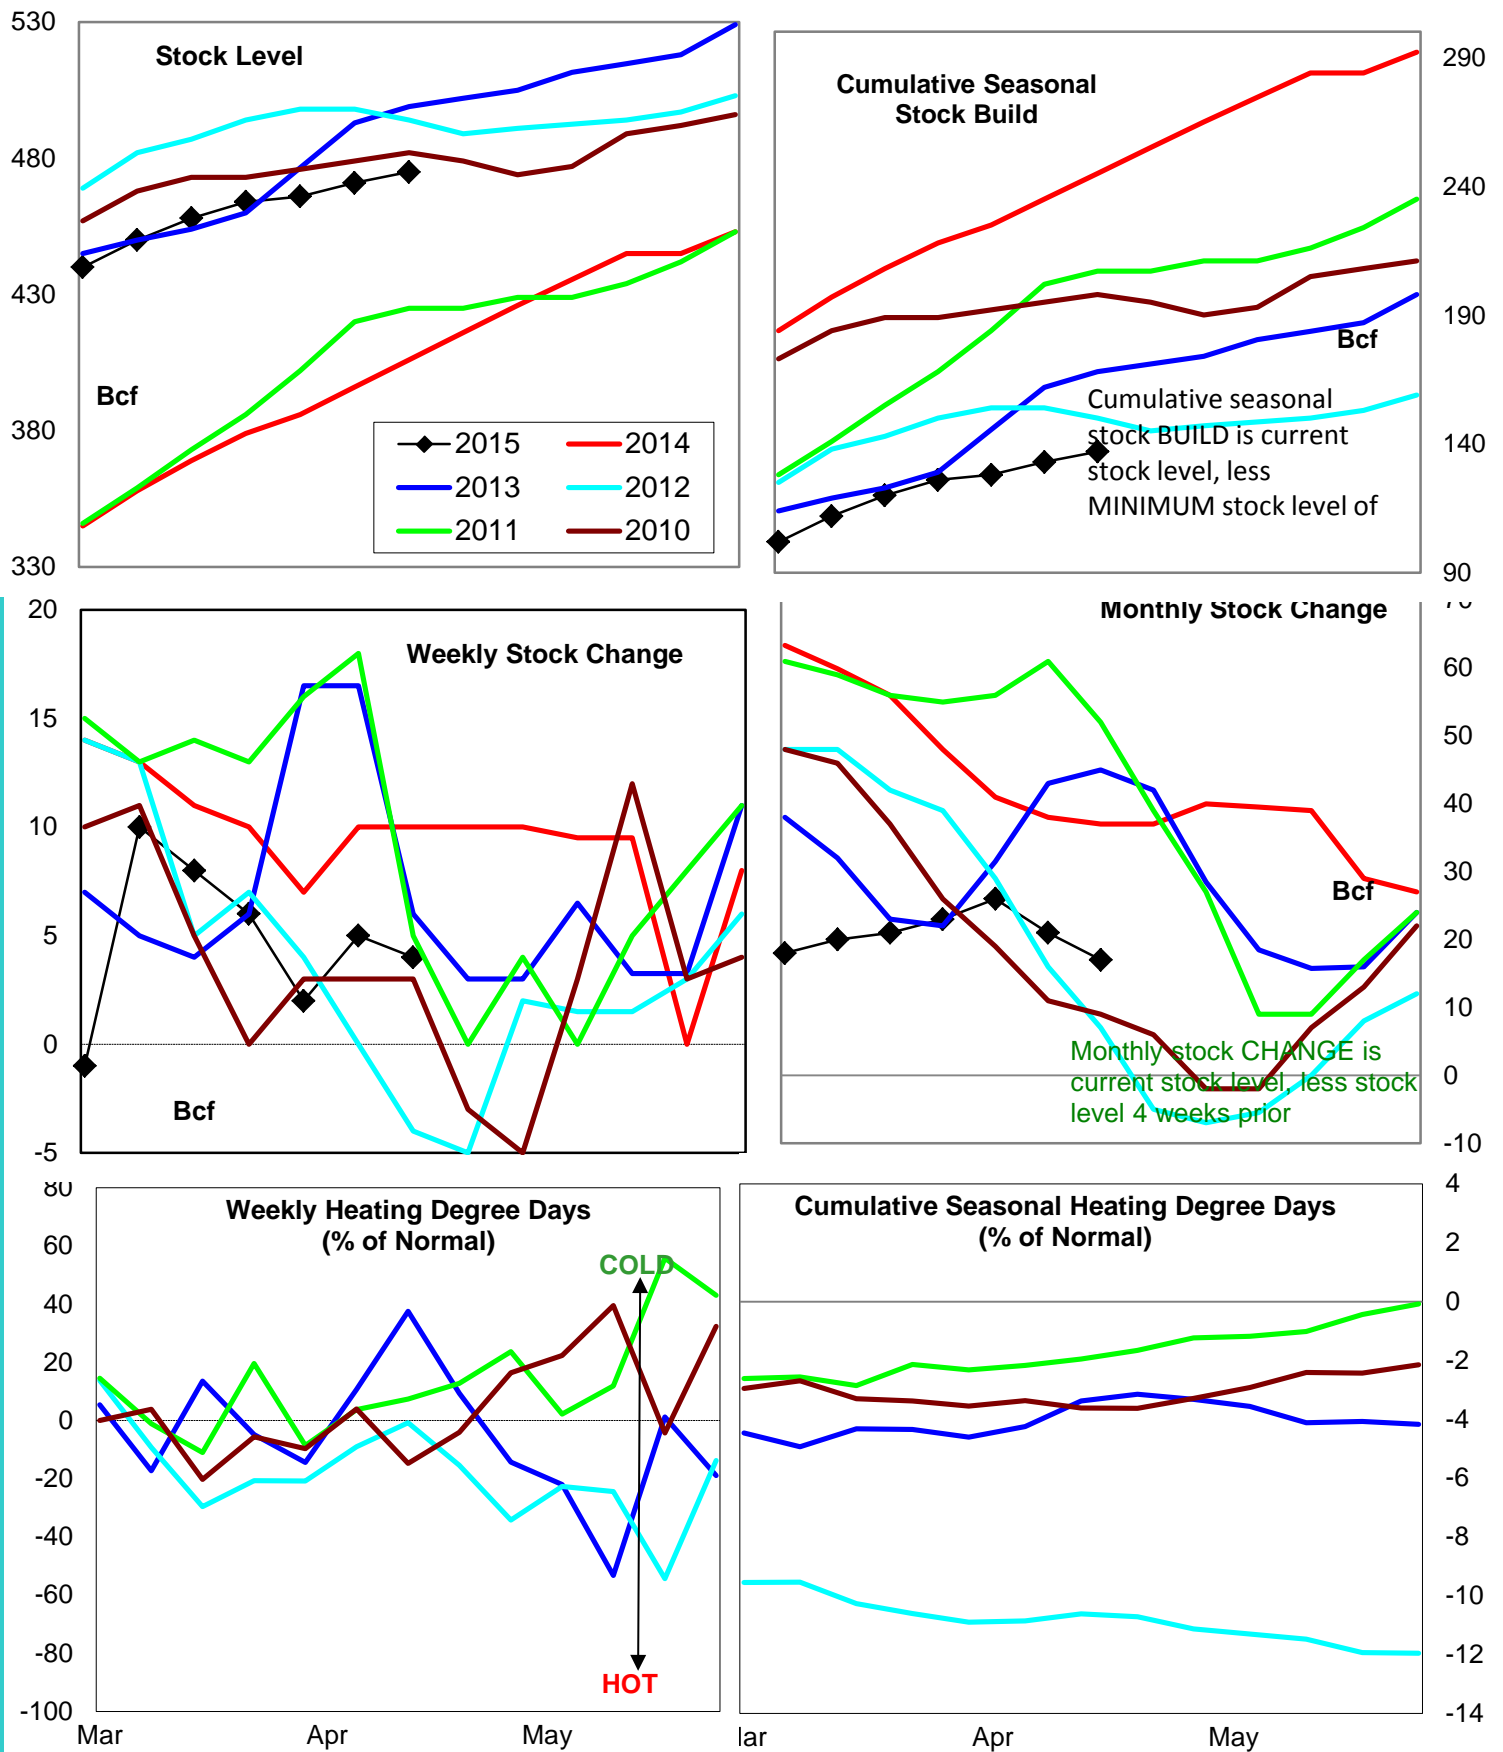 530
480
430
380
330
Stock Level
Bcf
2015
2014
2013
2012
2011
2010
Cumulative Seasonal
Stock Build
290
240
190
140
90
Bcf
Cumulative seasonal
stock BUILD is current
stock level, less
MINIMUM stock level of
20
15
10
5
0
-5
Weekly Stock Change
Bcf
Monthly Stock Change
70
60
50
40
30
20
10
0
-10
Bcf
Monthly stock CHANGE is
current stock level, less stock
level 4 weeks prior
80
60
40
20
0
-20
-40
-60
-80
-100
Weekly Heating Degree Days
(% of Normal)
COLD
HOT
Mar
Apr
May
Cumulative Seasonal Heating Degree Days
(% of Normal)
4
2
0
-2
-4
-6
-8
-10
-12
-14
lar
Apr
May